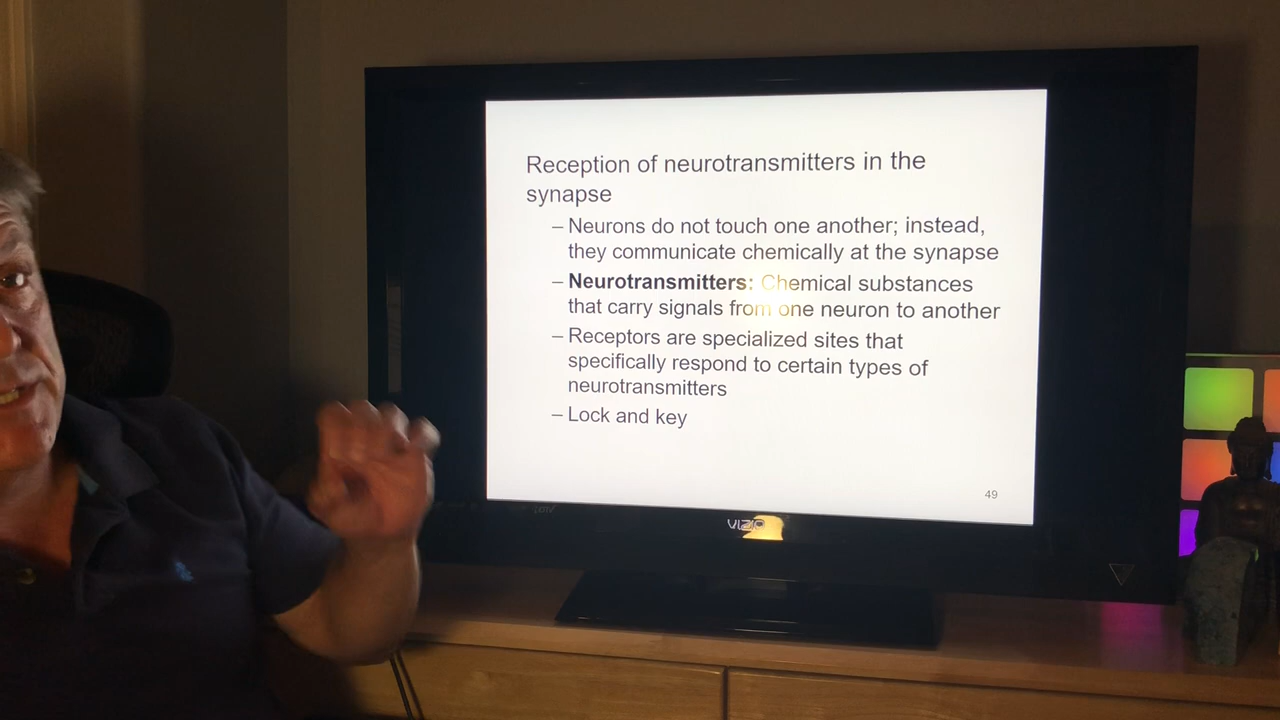 Reception of neurotransmitters in the
synapse
– Neurons do not touch one another; instead,
they communicate chemically at the synapse
– Neurotransmitters: Chemical substances
that carry signals from one neuron to another
– Receptors are specialized sites that
specifically respond to certain types of
neurotransmitters
– Lock and key
49
VIZIO